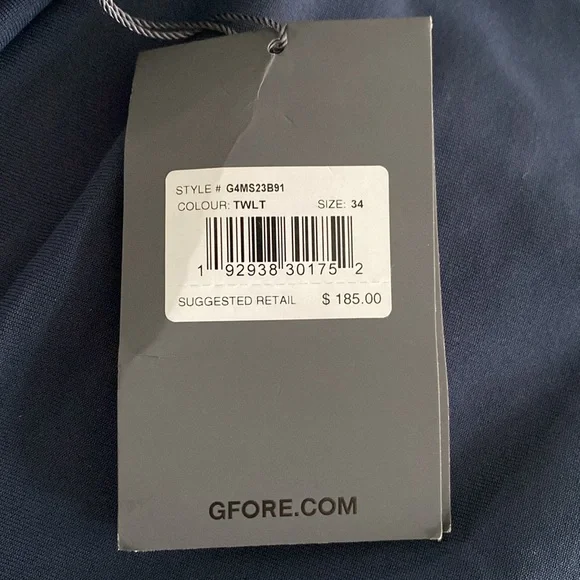 STYLE # G4MS23B91
COLOUR: TWLT SIZE: 34
1 92938 30175 2
SUGGESTED RETAIL $ 185.00
GFORE.COM